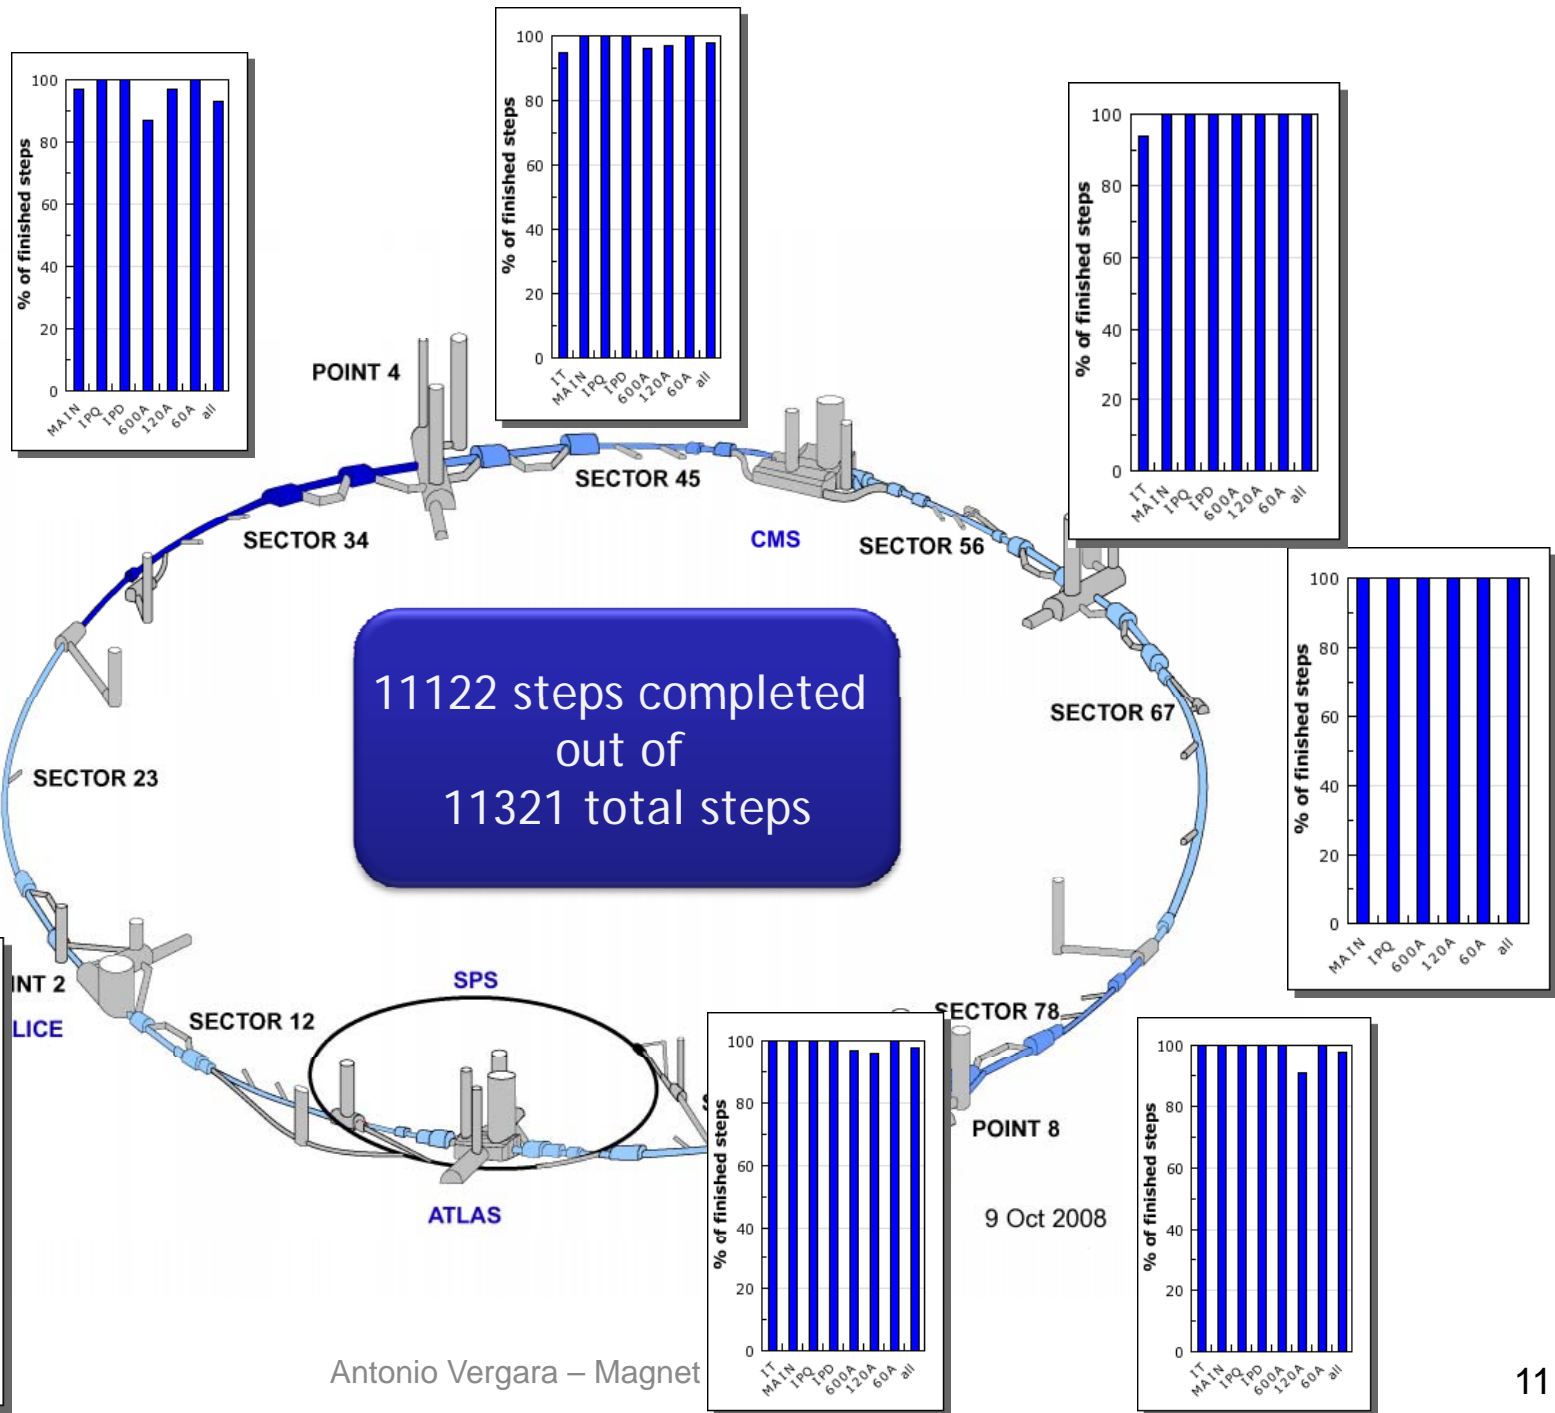 100
80
60
40
20
0
% of finished steps
MAIN
IPQ
IPD
600A
120A
60A
all
100
80
60
40
20
0
% of finished steps
IT
MAIN
IPQ
IPD
600A
120A
60A
all
100
80
60
40
20
0
% of finished steps
IT
MAIN
IPQ
IPD
600A
120A
60A
all
POINT 4
SECTOR 45
SECTOR 34
CMS
SECTOR 56
100
80
60
40
20
0
% of finished steps
MAIN
IPQ
600A
120A
60A
all
11122 steps completed
out of
11321 total steps
SECTOR 67
SECTOR 23
INT 2
LICE
SPS
SECTOR 12
SECTOR 78
100
80
60
40
20
0
% of finished steps
IT
MAIN
IPQ
IPD
600A
120A
60A
all
100
80
60
40
20
0
% of finished steps
IT
MAIN
IPQ
IPD
600A
120A
60A
all
POINT 8
ATLAS
9 Oct 2008
Antonio Vergara – Magnet
11